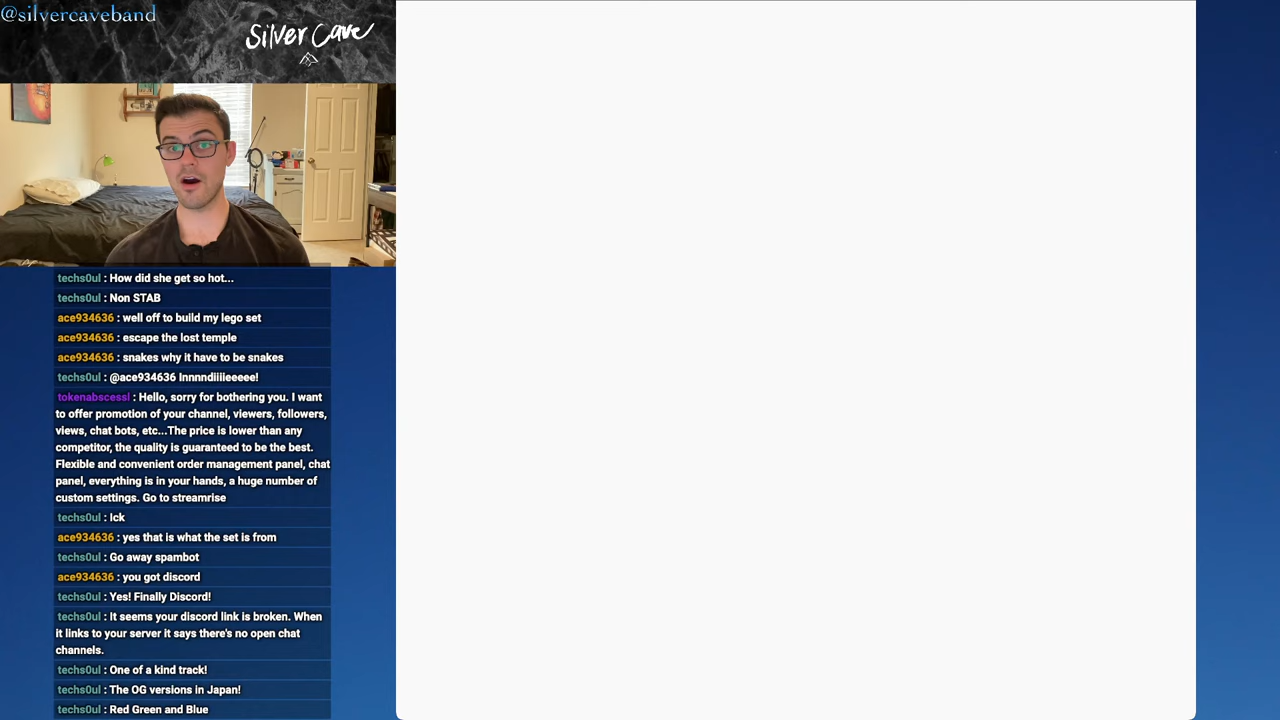 @silvercaveband
Silver Cave
techs0ul : How did she get so hot...
techs0ul : Non STAB
ace934636 : well off to build my lego set
ace934636 : escape the lost temple
ace934636 : snakes why it have to be snakes
techs0ul : @ace934636 Innnndiiiieeeee!
tokenabscessl : Hello, sorry for bothering you. I want
to offer promotion of your channel, viewers, followers,
views, chat bots, etc...The price is lower than any
competitor, the quality is guaranteed to be the best.
Flexible and convenient order management panel, chat
panel, everything is in your hands, a huge number of
custom settings. Go to streamrise
techs0ul : Ick
ace934636 : yes that is what the set is from
techs0ul : Go away spambot
ace934636 : you got discord
techs0ul : Yes! Finally Discord!
techs0ul : It seems your discord link is broken. When
it links to your server it says there's no open chat
channels.
techs0ul : One of a kind track!
techs0ul : The OG versions in Japan!
techs0ul : Red Green and Blue